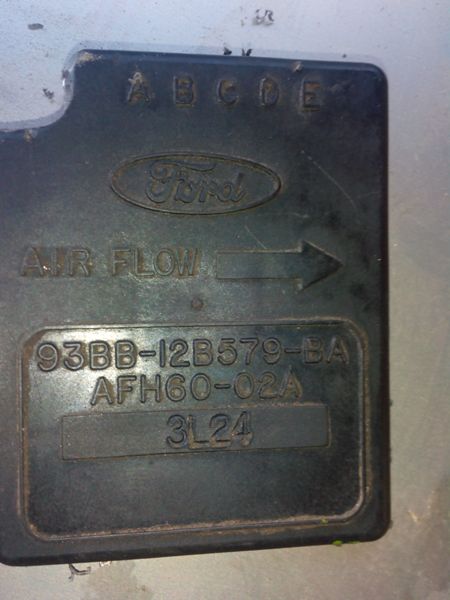 A B C D E
Ford
AIR FLOW
93BB-12B579-BA
AFH60-02A
3L24